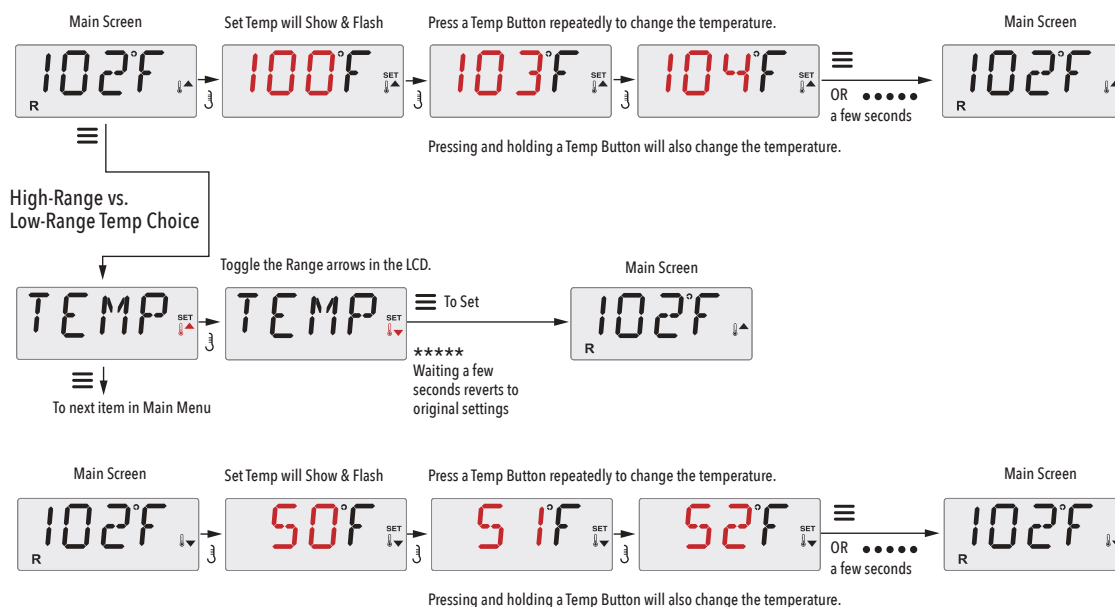 Main Screen
Set Temp will Show & Flash
Press a Temp Button repeatedly to change the temperature.
Main Screen
102°F
R
100°F
SET
103°F
SET
104°F
SET
OR •••••
a few seconds
102°F
R
Pressing and holding a Temp Button will also change the temperature.
High-Range vs.
Low-Range Temp Choice
Toggle the Range arrows in the LCD.
Main Screen
TEMP
SET
TEMP
SET
To Set
*****
Waiting a few
seconds reverts to
original settings
102°F
R
To next item in Main Menu
Main Screen
Set Temp will Show & Flash
Press a Temp Button repeatedly to change the temperature.
Main Screen
102°F
R
50°F
SET
51°F
SET
52°F
SET
OR •••••
a few seconds
102°F
R
Pressing and holding a Temp Button will also change the temperature.